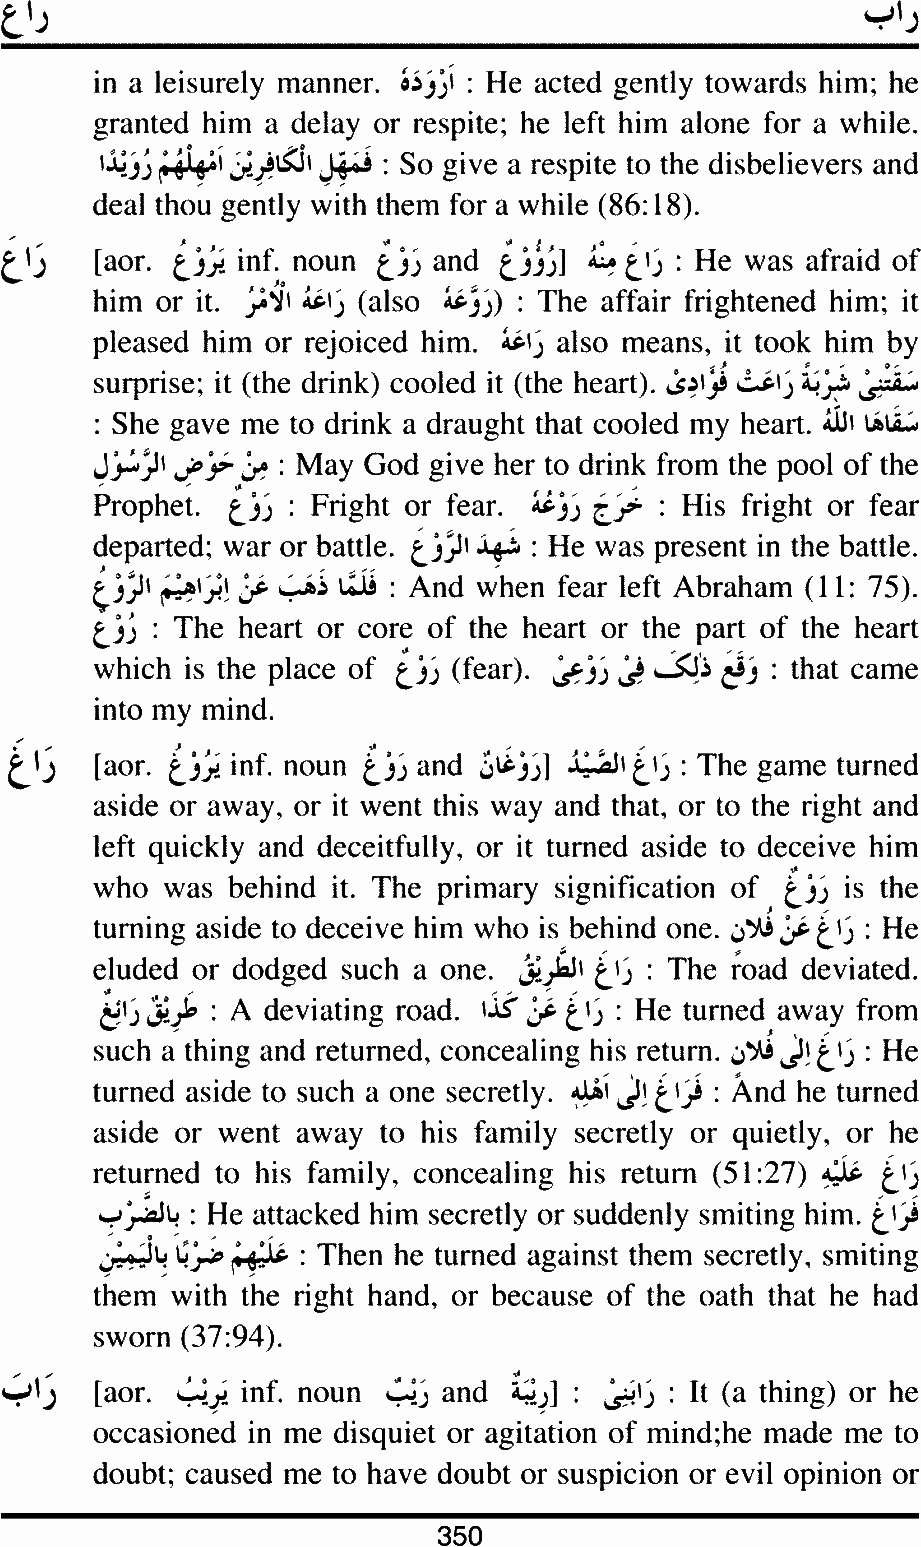 راع راب
in a leisurely manner. اَرْوَدَهٗ : He acted gently towards him; he
granted him a delay or respite; he left him alone for a while.
فَمَهِّلِ الْكَافِرِيْنَ اَمْهِلْهُمْ رُوَيْدًا : So give a respite to the disbelievers and
deal thou gently with them for a while (86:18).
رَاعَ [aor. يَرُوْعُ inf. noun رَوْعٌ and رُؤُوْعٌ] رَاعَ مِنْهُ : He was afraid of
him or it. رَاعَهُ الْاَمْرُ (also رَوَّعَهُ) : The affair frightened him; it
pleased him or rejoiced him. رَاعَهُ also means, it took him by
surprise; it (the drink) cooled it (the heart). سَقَتْنِىْ شَرْبَةً رَاعَتْ فُؤَادِىْ
: She gave me to drink a draught that cooled my heart. سَقَاهَا اللّٰهُ
مِنْ حَوْضِ الرَّسُوْلِ : May God give her to drink from the pool of the
Prophet. رَوْعٌ : Fright or fear. خَرَجَ رَوْعُهُ : His fright or fear
departed; war or battle. شَهِدَ الرَّوْعَ : He was present in the battle.
فَلَمَّا ذَهَبَ عَنْ اِبْرَاهِيْمَ الرَّوْعُ : And when fear left Abraham (11: 75).
رُوْعٌ : The heart or core of the heart or the part of the heart
which is the place of رَوْعٌ (fear). وَقَعَ ذٰلِكَ فِىْ رُوْعِىْ : that came
into my mind.
رَاغَ [aor. يَرُوْغُ inf. noun رَوْغٌ and رَوْغَانٌ] رَاغَ الصَّيْدُ : The game turned
aside or away, or it went this way and that, or to the right and
left quickly and deceitfully, or it turned aside to deceive him
who was behind it. The primary signification of رَوْغٌ is the
turning aside to deceive him who is behind one. رَاغَ عَنْ فُلَانٍ : He
eluded or dodged such a one. رَاغَ الطَّرِيْقُ : The road deviated.
طَرِيْقٌ رَائِغٌ : A deviating road. رَاغَ عَنْ كَذَا : He turned away from
such a thing and returned, concealing his return. رَاغَ اِلٰى فُلَانٍ : He
turned aside to such a one secretly. فَرَاغَ اِلٰى اَهْلِهٖ : And he turned
aside or went away to his family secretly or quietly, or he
returned to his family, concealing his return (51:27) رَاغَ عَلَيْهِ
بِالضَّرْبِ : He attacked him secretly or suddenly smiting him. فَرَاغَ
عَلَيْهِمْ ضَرْبًا بِالْيَمِيْنِ : Then he turned against them secretly, smiting
them with the right hand, or because of the oath that he had
sworn (37:94).
رَابَ [aor. يَرِيْبُ inf. noun رَيْبٌ and رِيْبَةٌ] : رَابَنِىْ : It (a thing) or he
occasioned in me disquiet or agitation of mind;he made me to
doubt; caused me to have doubt or suspicion or evil opinion or
350